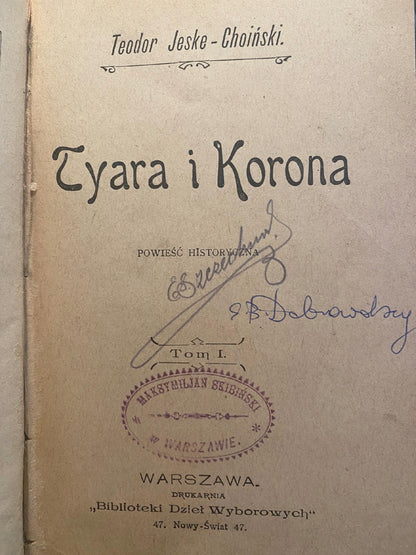 Teodor Jeske-Choiński.
Tyara i Korona
POWIEŚĆ HISTORYCZNA
Tom I.
MAKSYMILJAN SKIBIŃSKI
w WARSZAWIE.
WARSZAWA.
DRUKARNIA
„Biblioteki Dzieł Wyborowych”
47. Nowy-Świat 47.